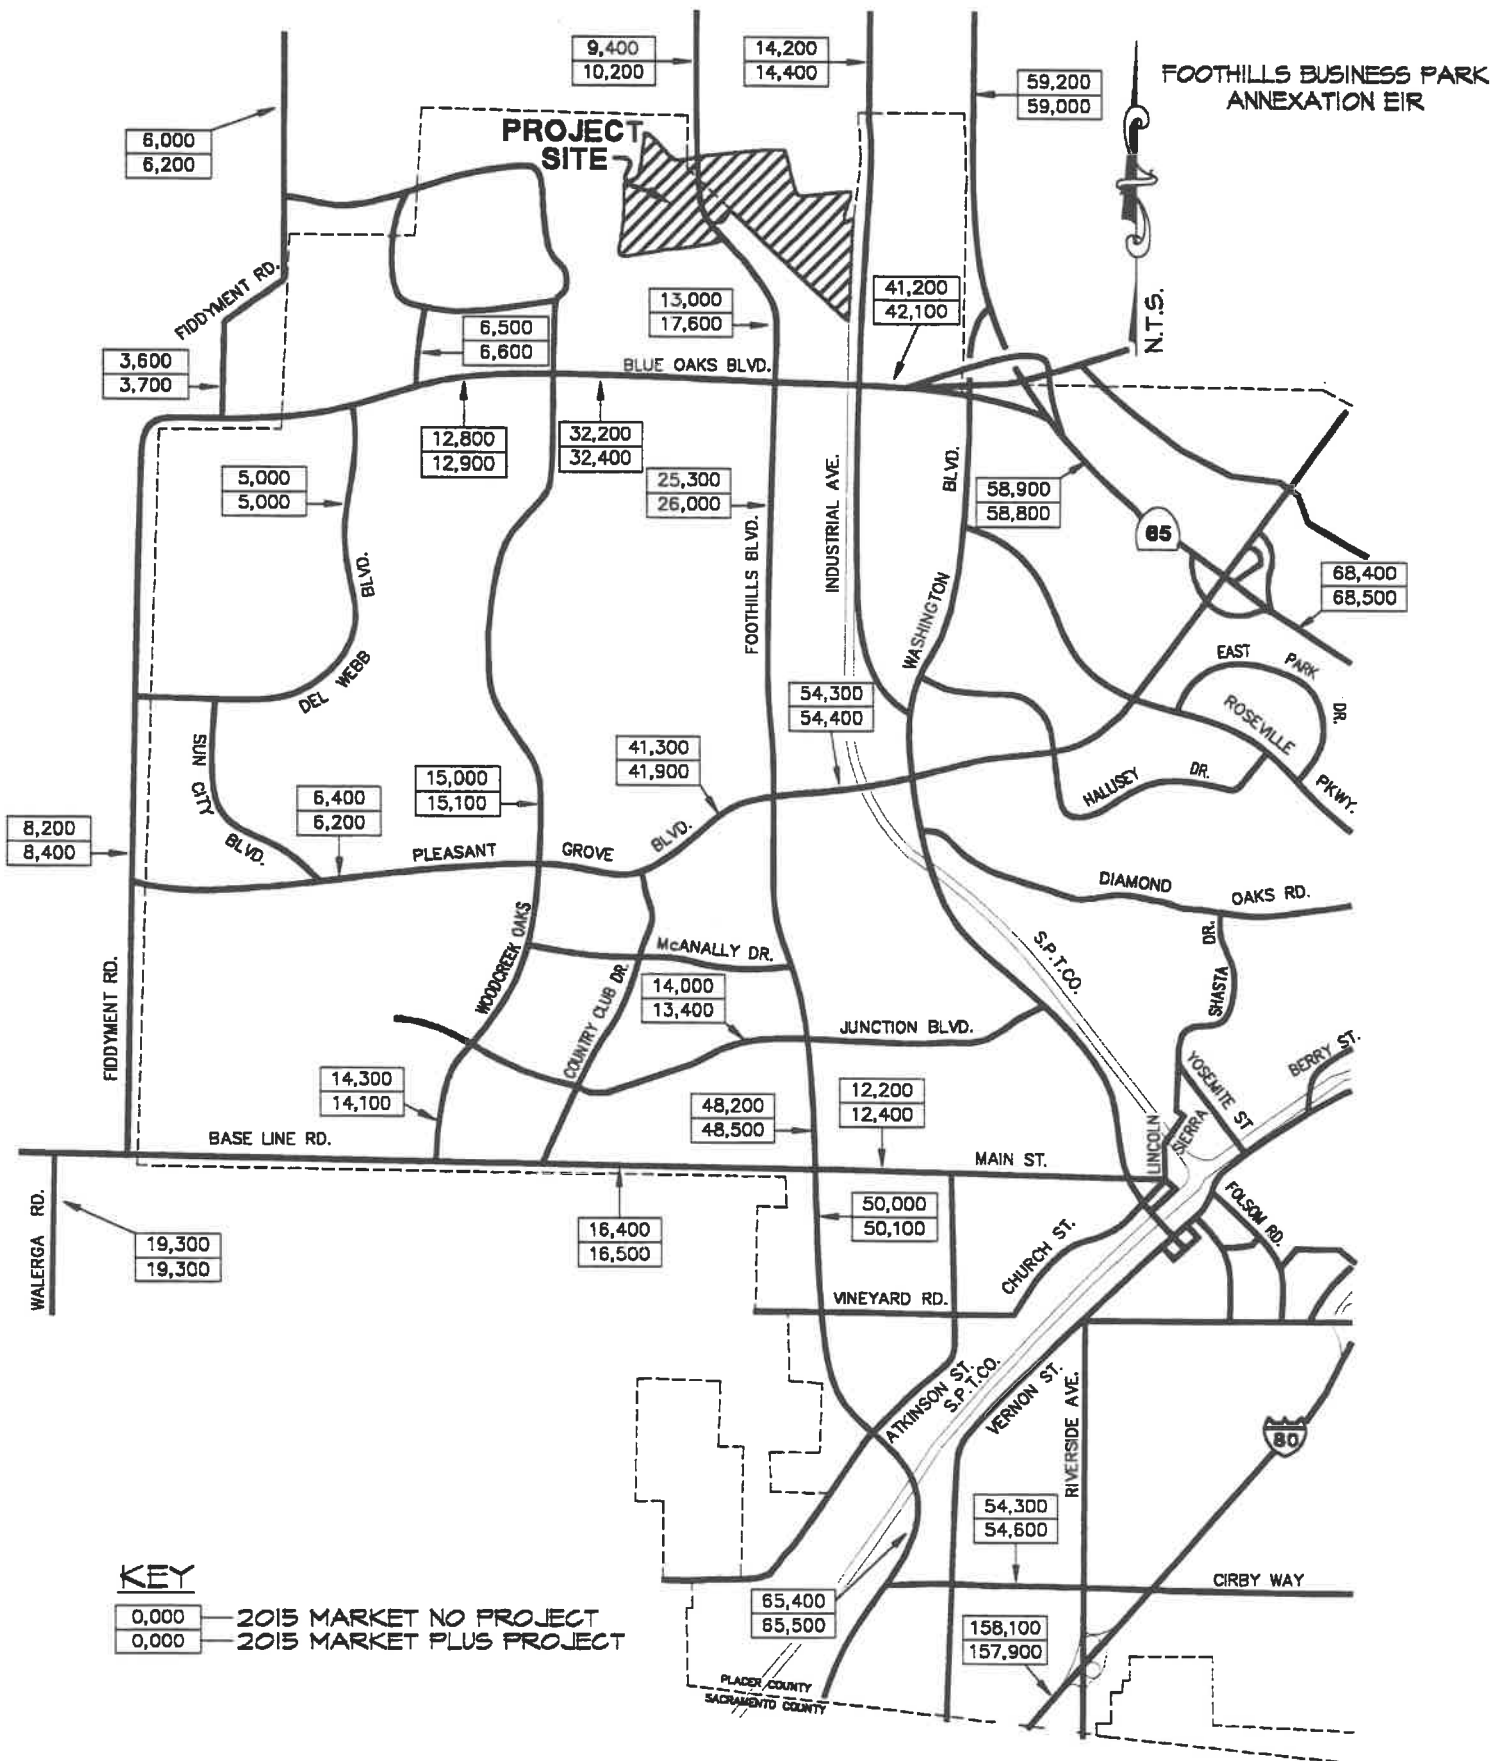 FOOTHILLS BUSINESS PARK
ANNEXATION EIR
9,400
10,200
14,200
14,400
59,200
59,000
6,000
6,200
PROJECT
SITE
N.T.S.
FIDDYMENT RD.
13,000
17,600
41,200
42,100
6,500
6,600
3,600
3,700
BLUE OAKS BLVD.
12,800
12,900
32,200
32,400
5,000
5,000
25,300
26,000
58,900
58,800
65
68,400
68,500
BLVD.
DEL WEBB
FOOTHILLS BLVD.
INDUSTRIAL AVE.
WASHINGTON
BLVD.
EAST PARK DR.
ROSEVILLE
PKWY.
54,300
54,400
41,300
41,900
15,000
15,100
HALLISEY DR.
SUN
CITY
BLVD.
6,400
6,200
8,200
8,400
PLEASANT GROVE BLVD.
DIAMOND OAKS RD.
WOODCREEK OAKS
McANALLY DR.
COUNTRY CLUB DR.
S.P.T.CO.
SHASTA DR.
14,000
13,400
JUNCTION BLVD.
FIDDYMENT RD.
YOSEMITE ST
BERRY ST.
14,300
14,100
48,200
48,500
12,200
12,400
LINCOLN
SIERRA
BASE LINE RD.
MAIN ST.
WALERGA RD.
19,300
19,300
16,400
16,500
50,000
50,100
CHURCH ST.
FOLSOM RD.
VINEYARD RD.
ATKINSON ST.
S.P.T.CO.
VERNON ST.
RIVERSIDE AVE.
80
54,300
54,600
CIRBY WAY
65,400
65,500
158,100
157,900
KEY
0,000 2015 MARKET NO PROJECT
0,000 2015 MARKET PLUS PROJECT
PLACER COUNTY
SACRAMENTO COUNTY